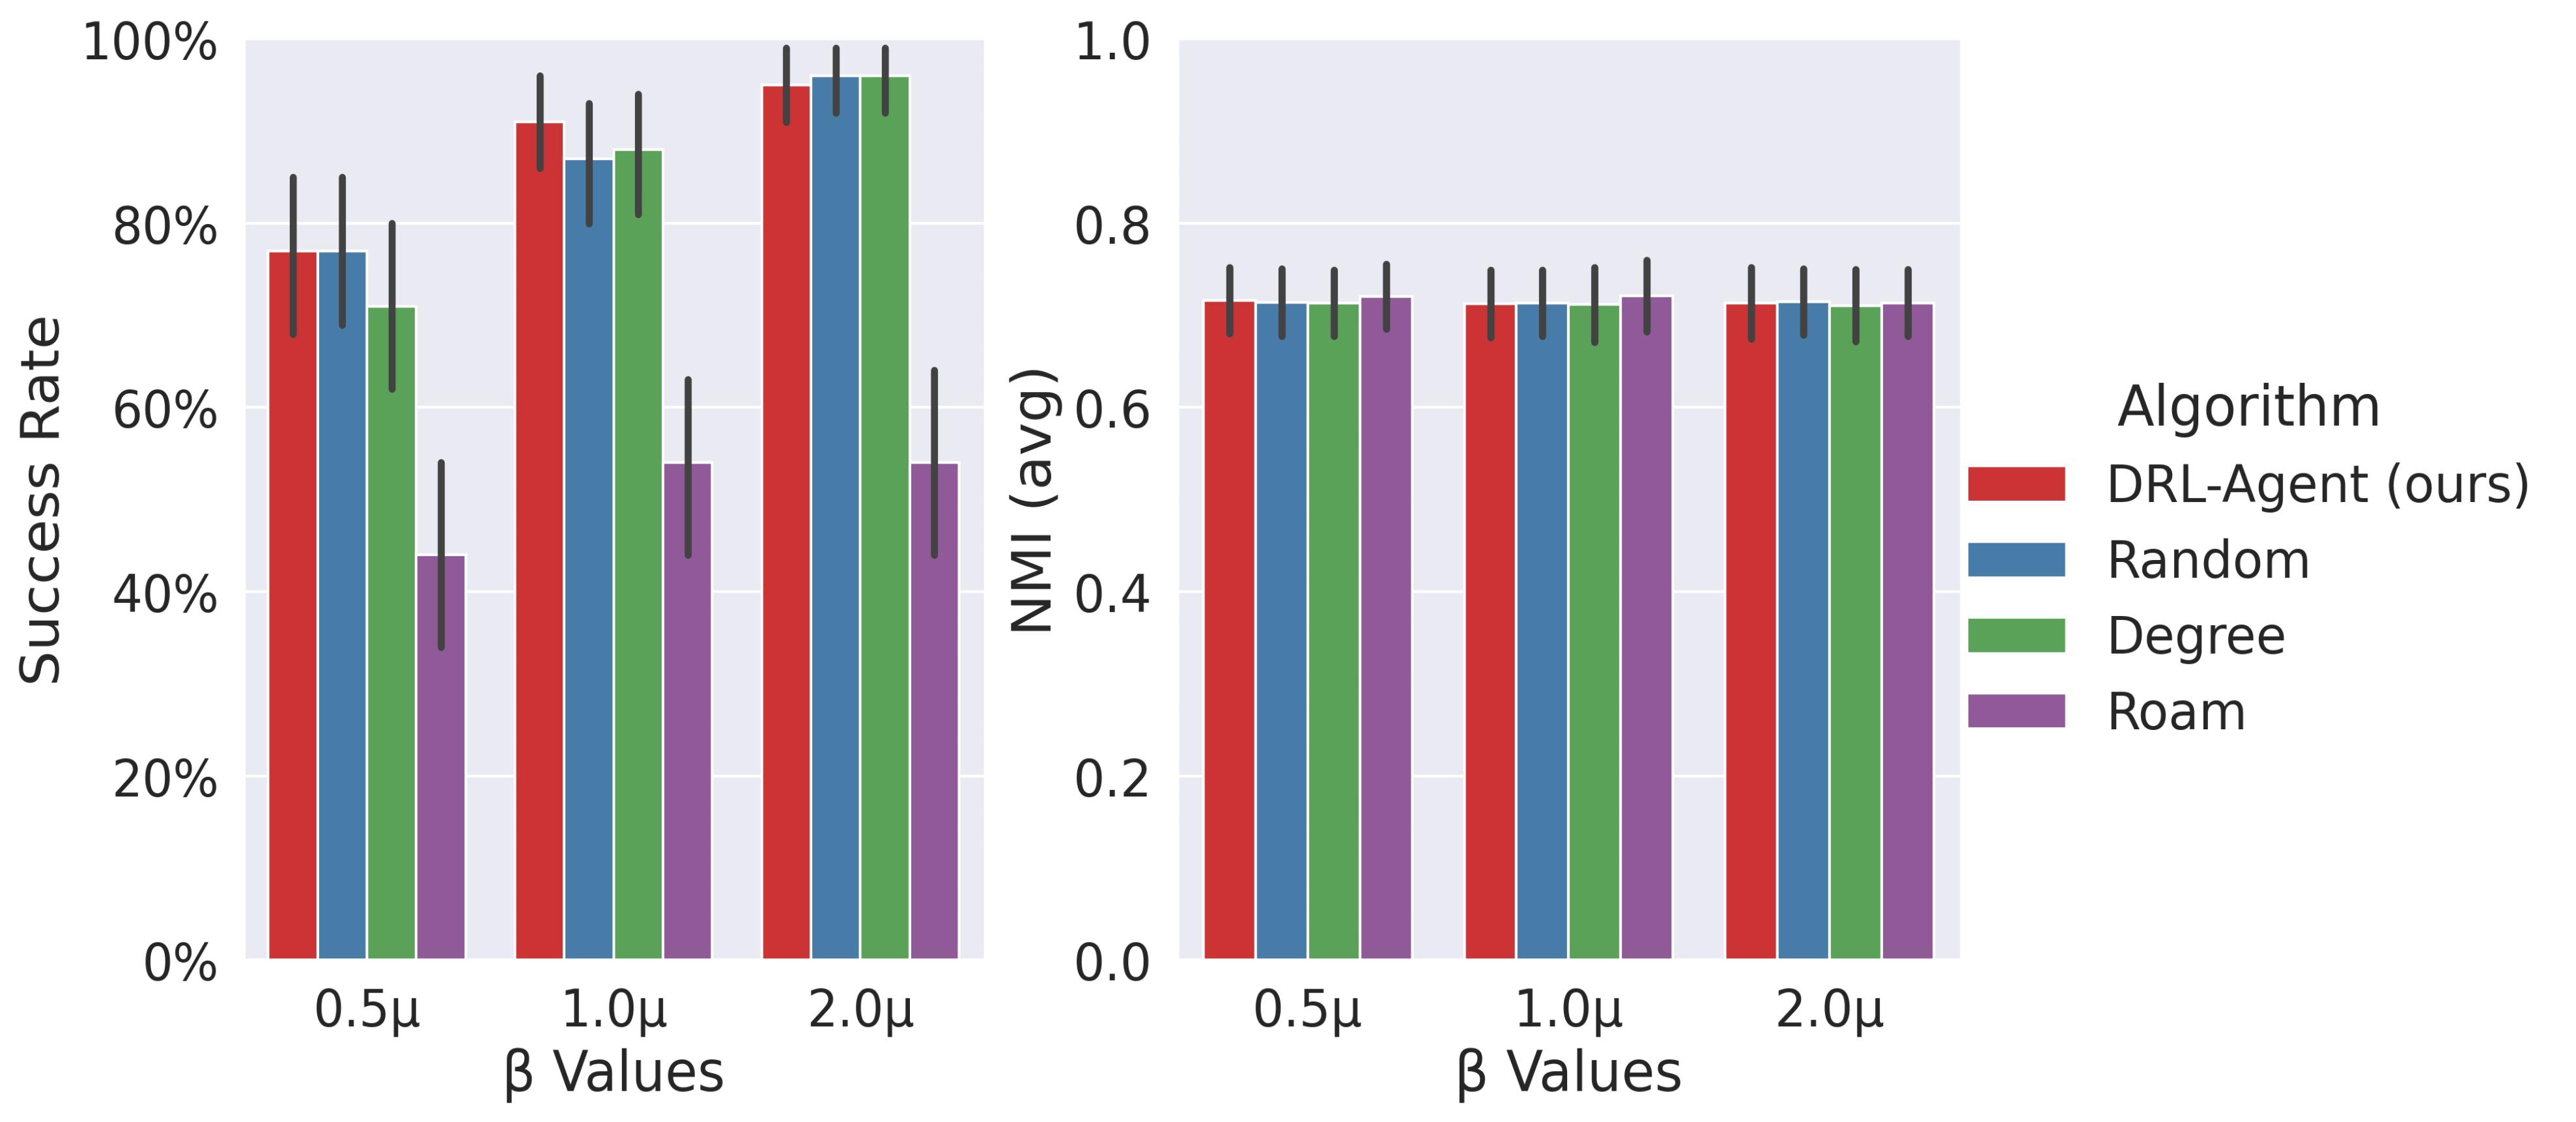 100%
80%
60%
40%
20%
0%
Success Rate
0.5μ 1.0μ 2.0μ
β Values
1.0
0.8
0.6
0.4
0.2
0.0
NMI (avg)
0.5μ 1.0μ 2.0μ
β Values
Algorithm
DRL-Agent (ours)
Random
Degree
Roam